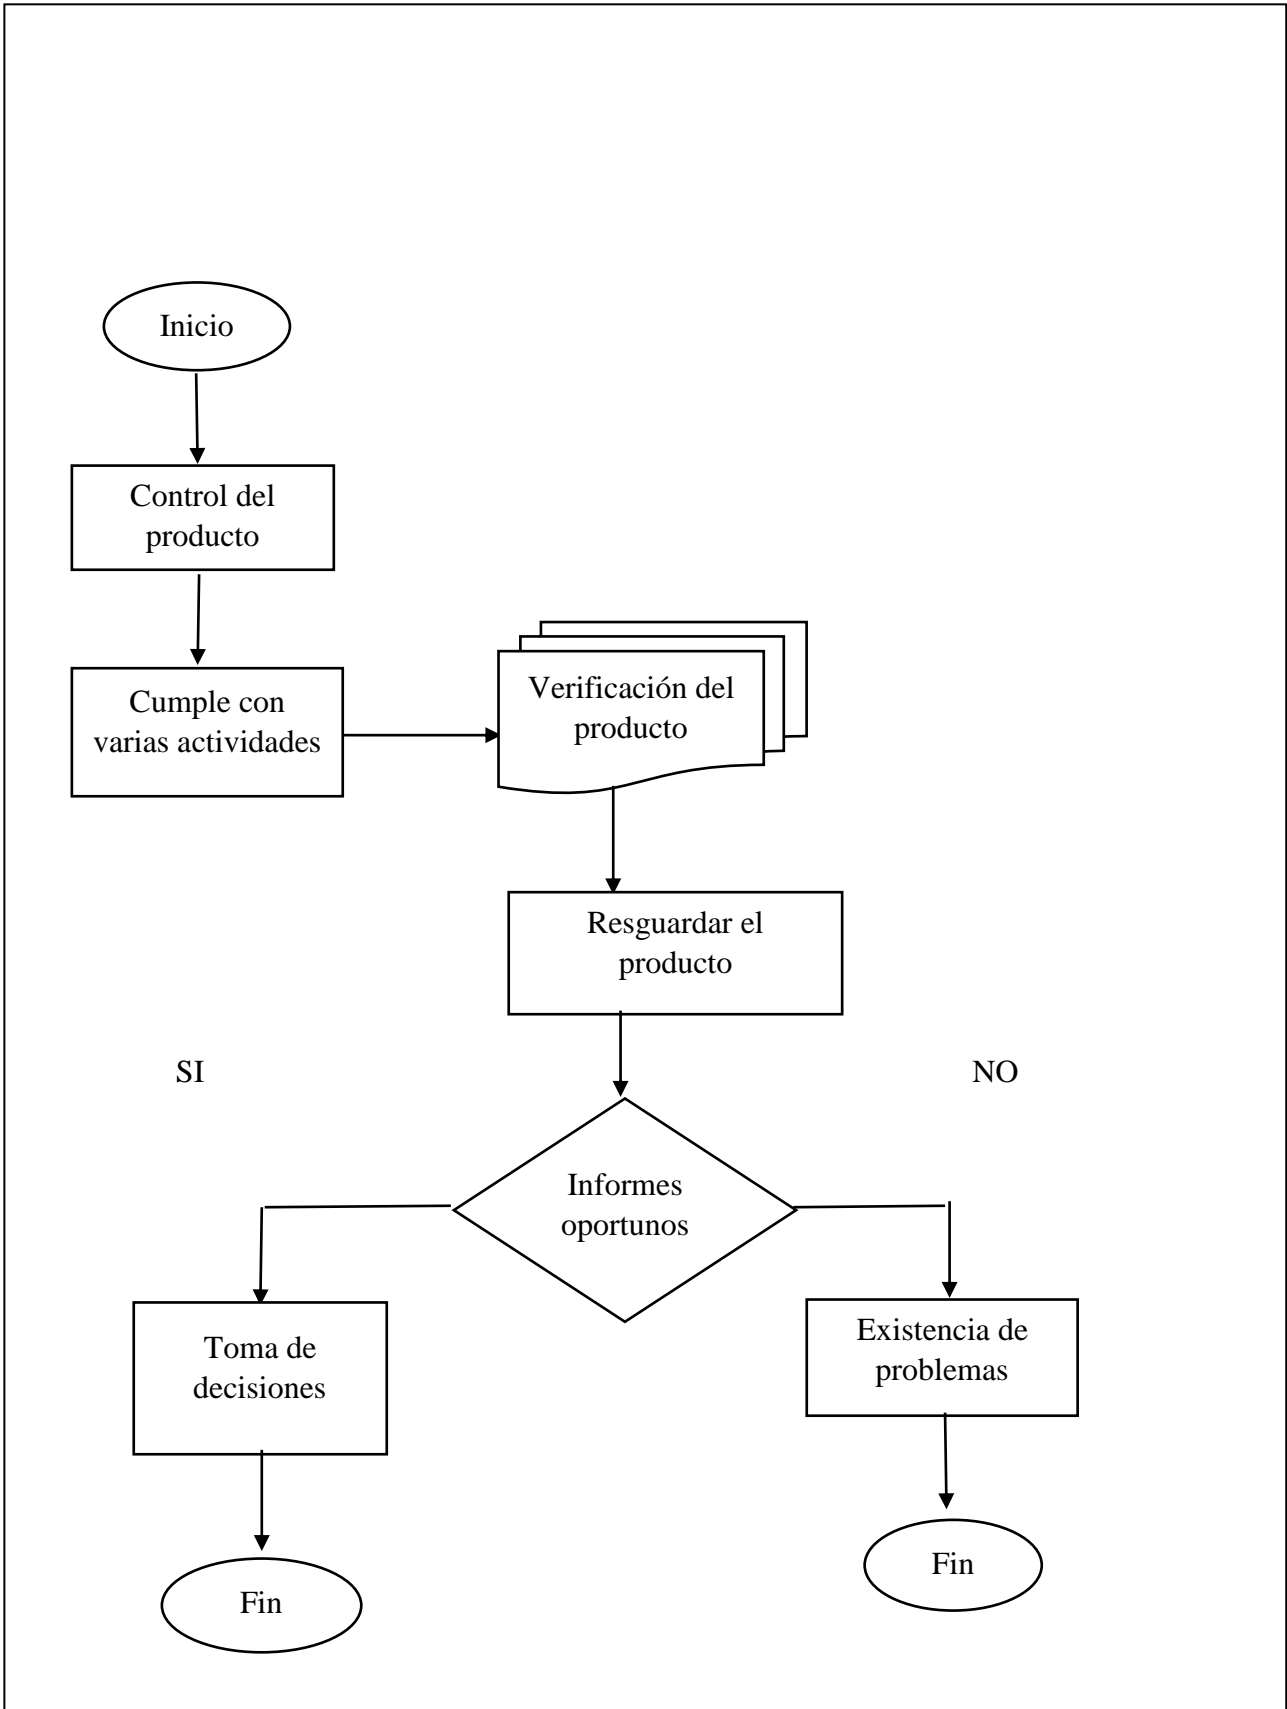 Inicio
Control del
producto
Cumple con
varias actividades
Verificación del
producto
Resguardar el
producto
SI
NO
Informes
oportunos
Toma de
decisiones
Existencia de
problemas
Fin
Fin